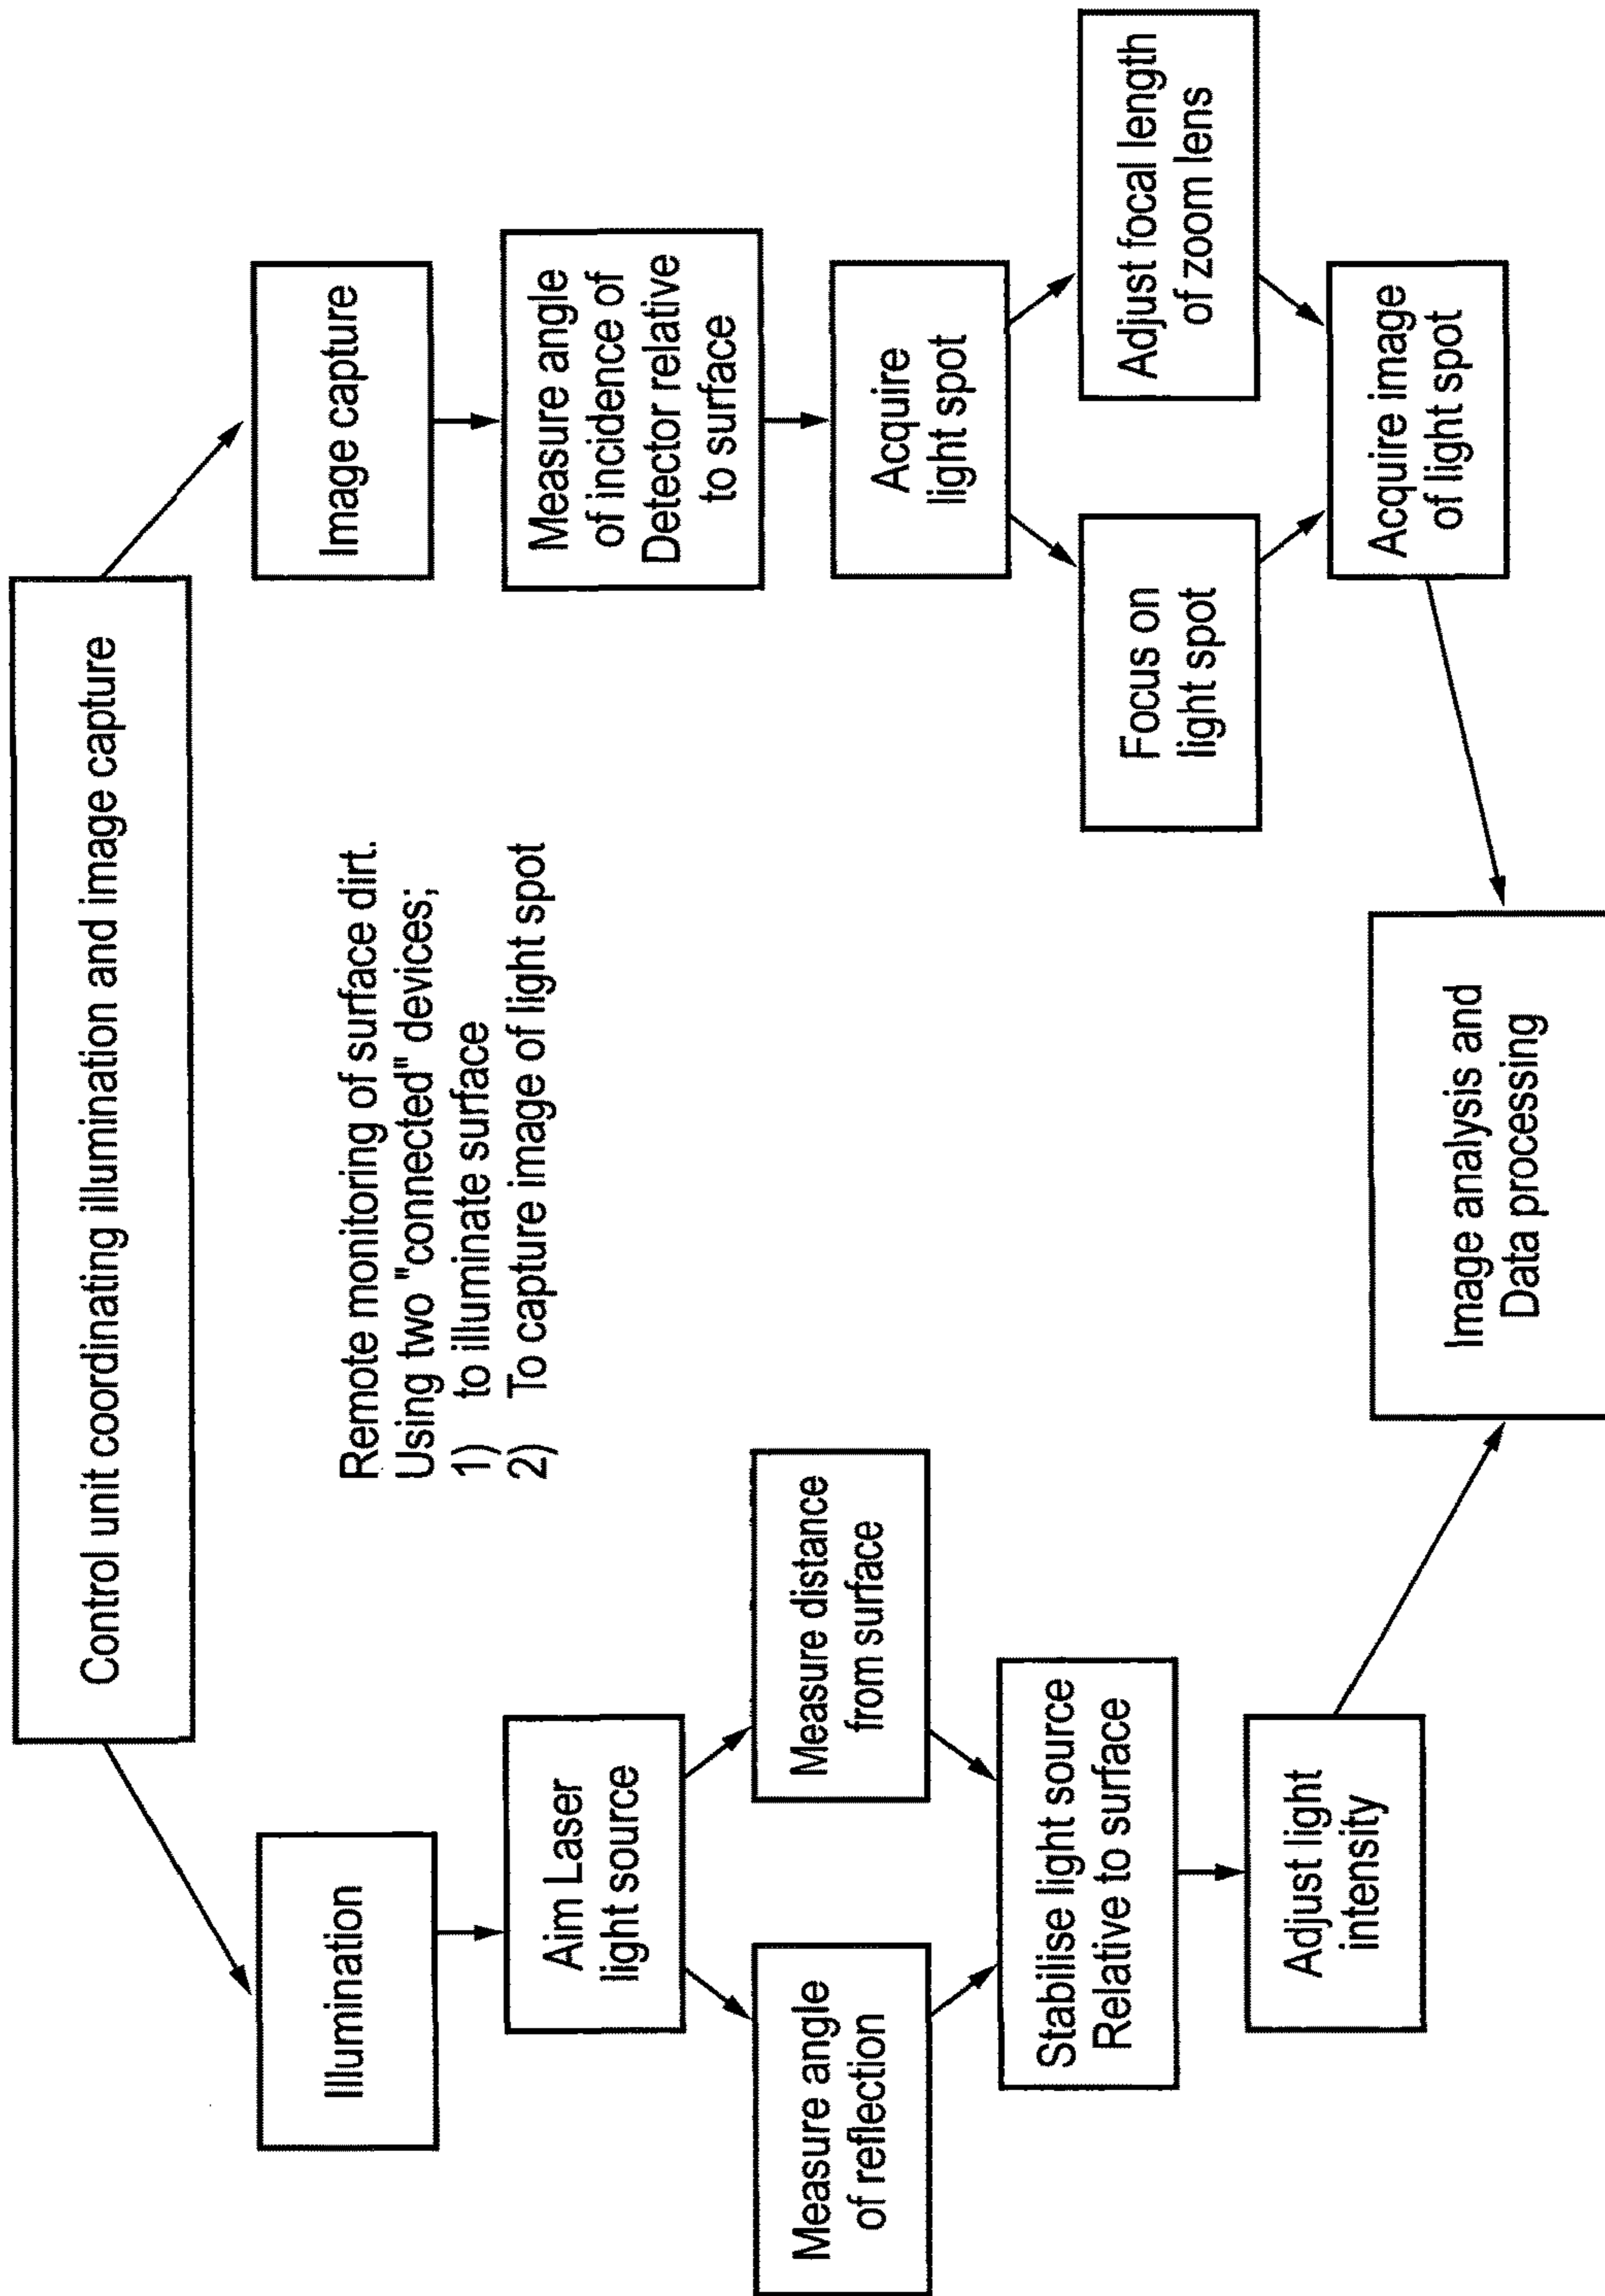 Control unit coordinating illumination and image capture
Illumination
Image capture
Remote monitoring of surface dirt.
Using two "connected" devices;
1) to illuminate surface
2) To capture image of light spot
Aim Laser
light source
Measure angle
of incidence of
Detector relative
to surface
Measure angle
of reflection
Measure distance
from surface
Acquire
light spot
Stabilise light source
Relative to surface
Focus on
light spot
Adjust focal length
of zoom lens
Adjust light
intensity
Acquire image
of light spot
Image analysis and
Data processing